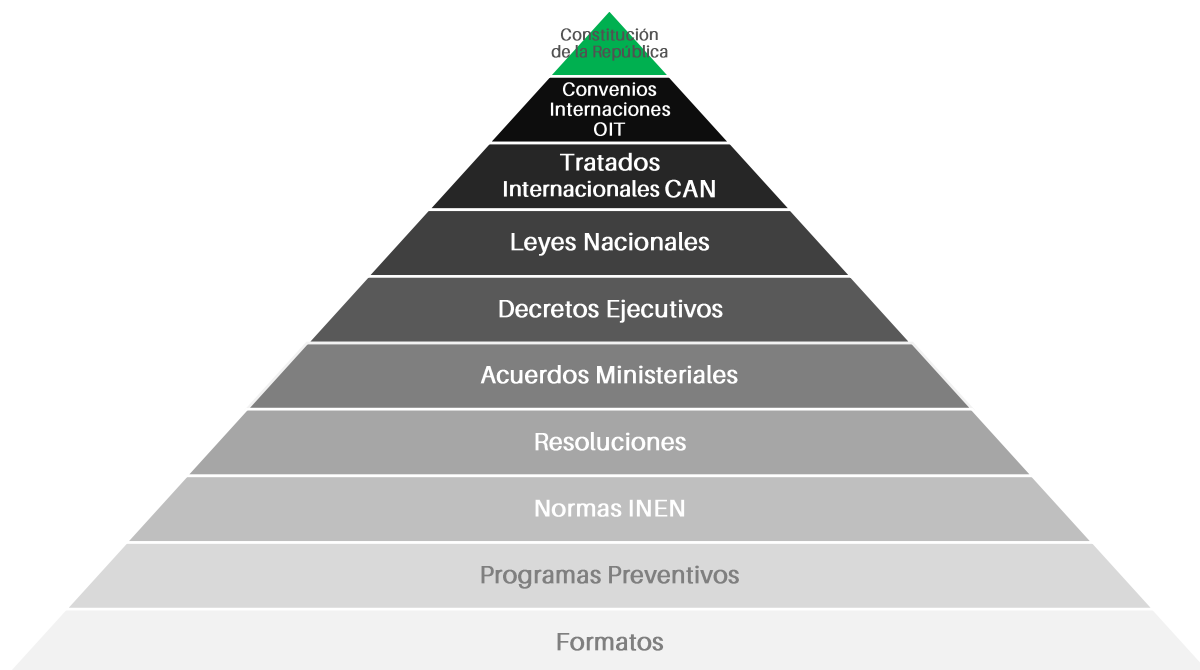 Constitución
de la República
Convenios
Internaciones
OIT
Tratados
Internacionales CAN
Leyes Nacionales
Decretos Ejecutivos
Acuerdos Ministeriales
Resoluciones
Normas INEN
Programas Preventivos
Formatos